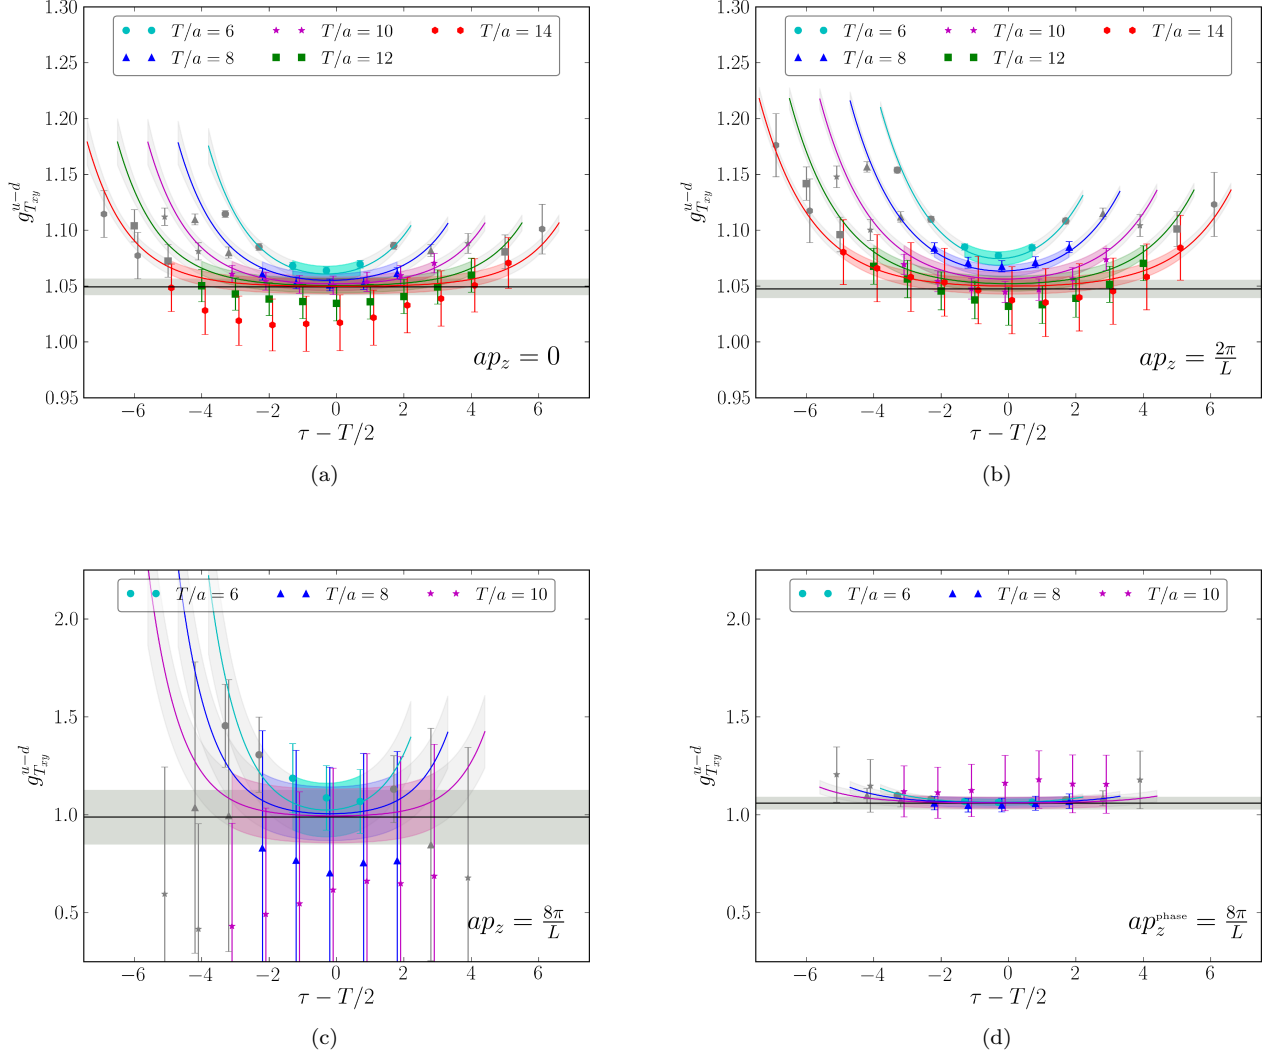 1.30
1.25
1.20
1.15
1.10
1.05
1.00
0.95
g_{T_{xy}}^{u-d}
T/a = 6
T/a = 10
T/a = 14
T/a = 8
T/a = 12
ap_z = 0
−6 −4 −2 0 2 4 6
τ − T/2
(a)
1.30
1.25
1.20
1.15
1.10
1.05
1.00
0.95
g_{T_{xy}}^{u-d}
T/a = 6
T/a = 10
T/a = 14
T/a = 8
T/a = 12
ap_z = 2π/L
−6 −4 −2 0 2 4 6
τ − T/2
(b)
2.0
1.5
1.0
0.5
g_{T_{xy}}^{u-d}
T/a = 6 T/a = 8 T/a = 10
ap_z = 8π/L
−6 −4 −2 0 2 4 6
τ − T/2
(c)
2.0
1.5
1.0
0.5
g_{T_{xy}}^{u-d}
T/a = 6 T/a = 8 T/a = 10
ap_z^{phase} = 8π/L
−6 −4 −2 0 2 4 6
τ − T/2
(d)